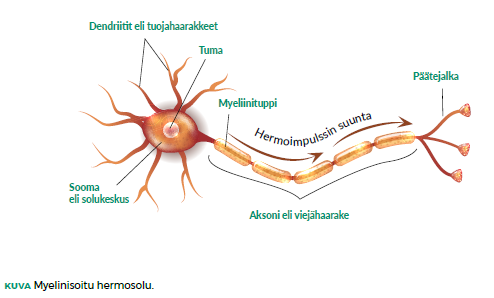 Dendriitit eli tuojahaarakkeet
Tuma
Päätejalka
Myeliinituppi
Hermoimpulssin suunta
Sooma
eli solukeskus
Aksoni eli viejähaarake
KUVA Myelinisoitu hermosolu.